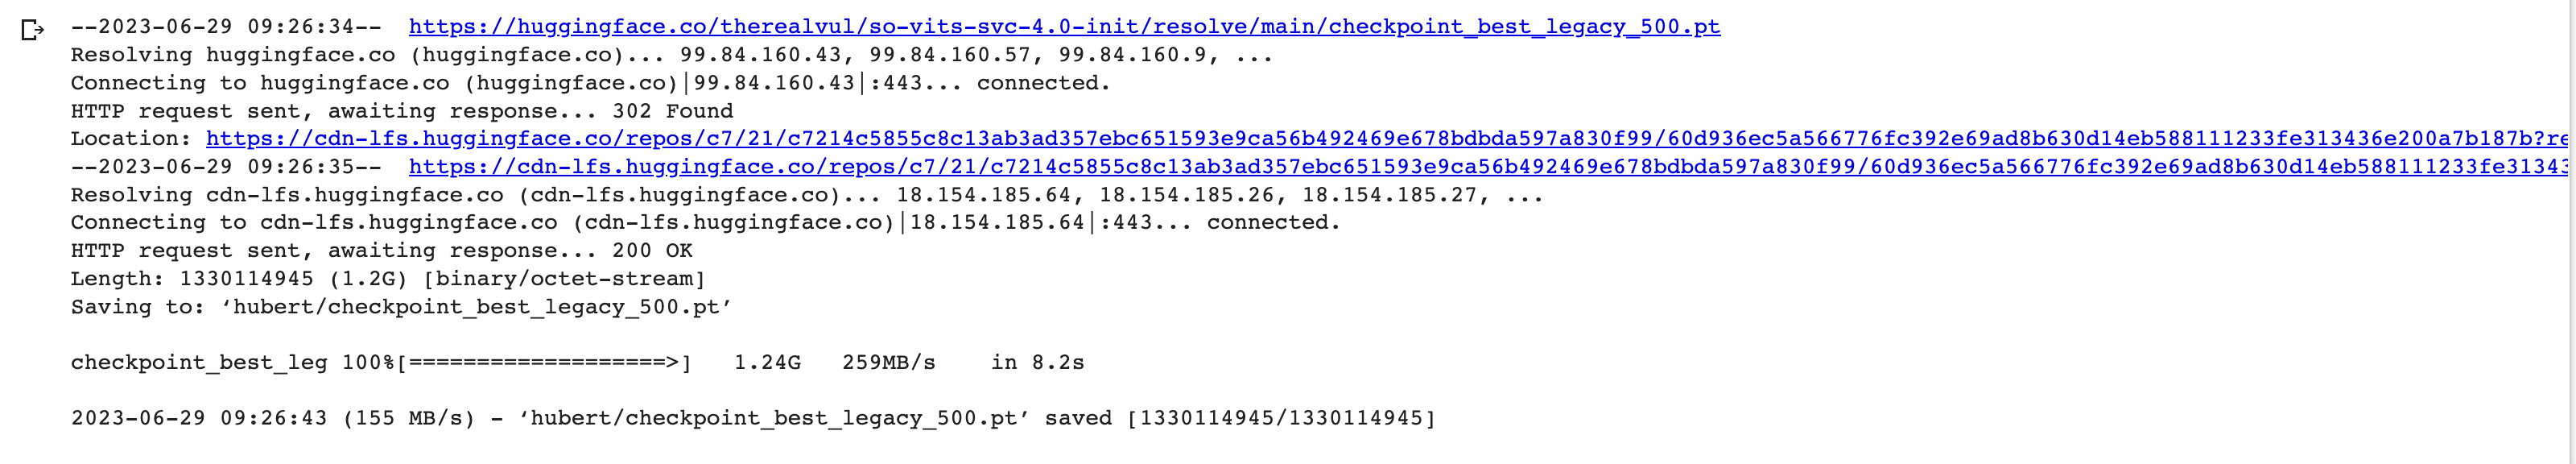 --2023-06-29 09:26:34--  https://huggingface.co/therealvul/so-vits-svc-4.0-init/resolve/main/checkpoint_best_legacy_500.pt
Resolving huggingface.co (huggingface.co)... 99.84.160.43, 99.84.160.57, 99.84.160.9, ...
Connecting to huggingface.co (huggingface.co)|99.84.160.43|:443... connected.
HTTP request sent, awaiting response... 302 Found
Location: https://cdn-lfs.huggingface.co/repos/c7/21/c7214c5855c8c13ab3ad357ebc651593e9ca56b492469e678bdbda597a830f99/60d936ec5a566776fc392e69ad8b630d14eb588111233fe313436e200a7b187b?re
--2023-06-29 09:26:35--  https://cdn-lfs.huggingface.co/repos/c7/21/c7214c5855c8c13ab3ad357ebc651593e9ca56b492469e678bdbda597a830f99/60d936ec5a566776fc392e69ad8b630d14eb588111233fe31343
Resolving cdn-lfs.huggingface.co (cdn-lfs.huggingface.co)... 18.154.185.64, 18.154.185.26, 18.154.185.27, ...
Connecting to cdn-lfs.huggingface.co (cdn-lfs.huggingface.co)|18.154.185.64|:443... connected.
HTTP request sent, awaiting response... 200 OK
Length: 1330114945 (1.2G) [binary/octet-stream]
Saving to: ‘hubert/checkpoint_best_legacy_500.pt’
checkpoint_best_leg 100%[===================>]   1.24G   259MB/s    in 8.2s
2023-06-29 09:26:43 (155 MB/s) - ‘hubert/checkpoint_best_legacy_500.pt’ saved [1330114945/1330114945]